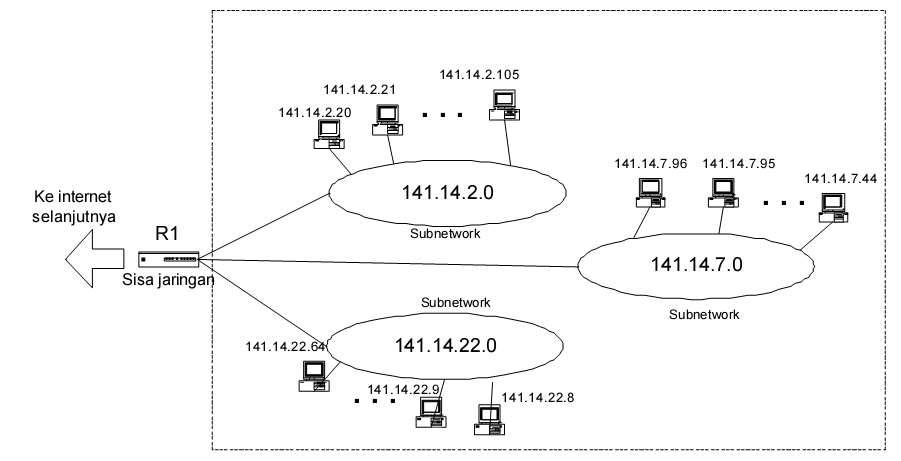 141.14.2.105
141.14.2.21
141.14.2.20
141.14.2.0
Subnetwork
141.14.7.96
141.14.7.95
141.14.7.44
141.14.7.0
Subnetwork
Ke internet
selanjutnya
R1
Sisa jaringan
Subnetwork
141.14.22.0
141.14.22.64
141.14.22.9
141.14.22.8